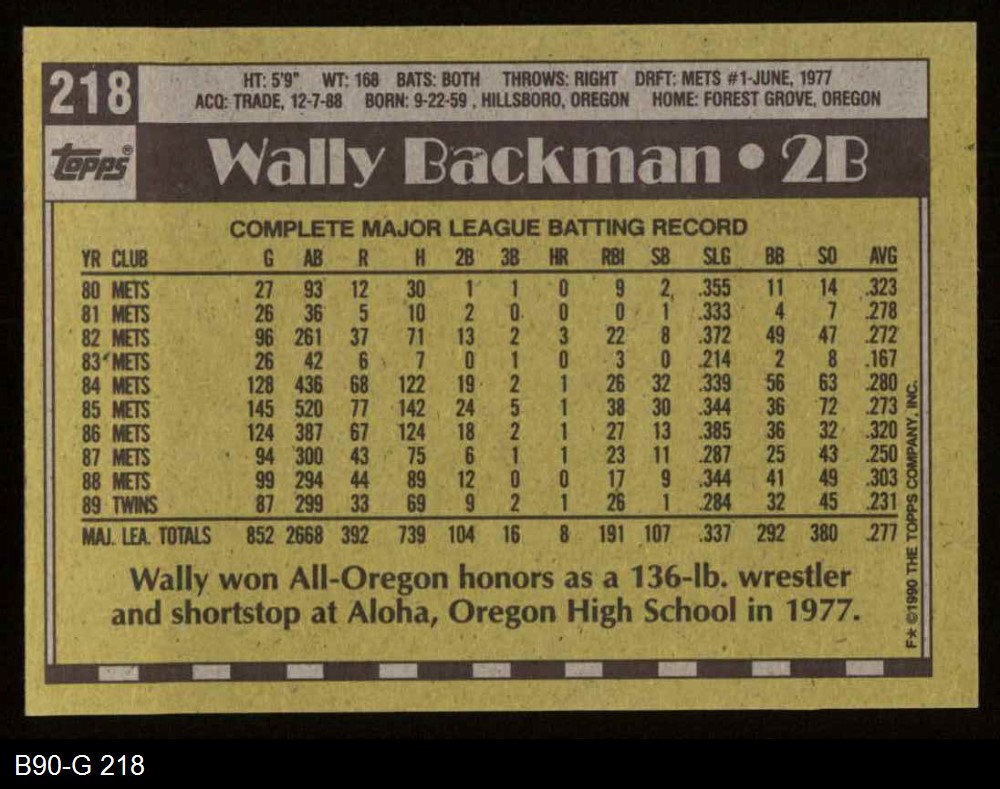 218
HT: 5'9" WT: 168 BATS: BOTH THROWS: RIGHT DRFT: METS #1-JUNE, 1977
ACQ: TRADE, 12-7-88 BORN: 9-22-59 , HILLSBORO, OREGON HOME: FOREST GROVE, OREGON
topps®
Wally Backman • 2B
COMPLETE MAJOR LEAGUE BATTING RECORD
YR CLUB G AB R H 2B 3B HR RBI SB SLG BB SO AVG
80 METS 27 93 12 30 1 1 0 9 2 .355 11 14 .323
81 METS 26 36 5 10 2 0 0 0 1 .333 4 7 .278
82 METS 96 261 37 71 13 2 3 22 8 .372 49 47 .272
83 METS 26 42 6 7 0 1 0 3 0 .214 2 8 .167
84 METS 128 436 68 122 19 2 1 26 32 .339 56 63 .280
85 METS 145 520 77 142 24 5 1 38 30 .344 36 72 .273
86 METS 124 387 67 124 18 2 1 27 13 .385 36 32 .320
87 METS 94 300 43 75 6 1 1 23 11 .287 25 43 .250
88 METS 99 294 44 89 12 0 0 17 9 .344 41 49 .303
89 TWINS 87 299 33 69 9 2 1 26 1 .284 32 45 .231
MAJ. LEA. TOTALS 852 2668 392 739 104 16 8 191 107 .337 292 380 .277
Wally won All-Oregon honors as a 136-lb. wrestler
and shortstop at Aloha, Oregon High School in 1977.
F* ©1990 THE TOPPS COMPANY, INC.
B90-G 218